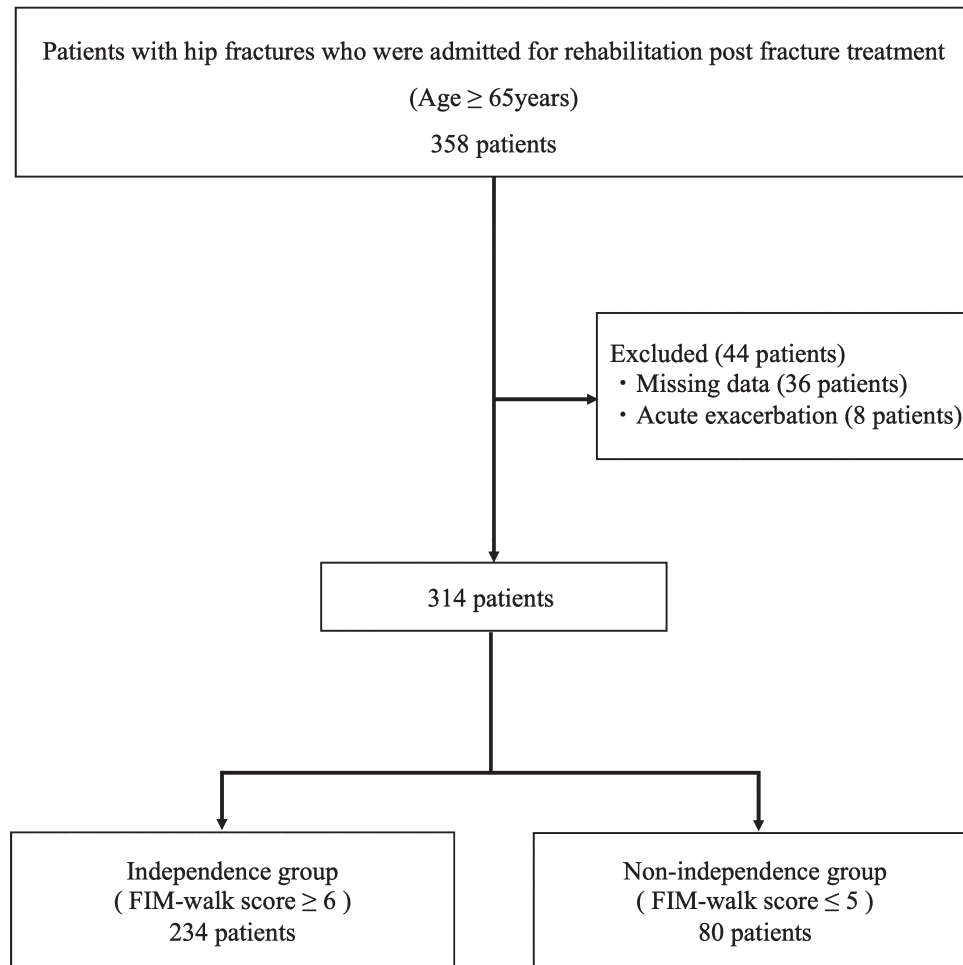 Patients with hip fractures who were admitted for rehabilitation post fracture treatment
(Age ≥ 65years)
358 patients
Excluded (44 patients)
・Missing data (36 patients)
・Acute exacerbation (8 patients)
314 patients
Independence group
( FIM-walk score ≥ 6 )
234 patients
Non-independence group
( FIM-walk score ≤ 5 )
80 patients